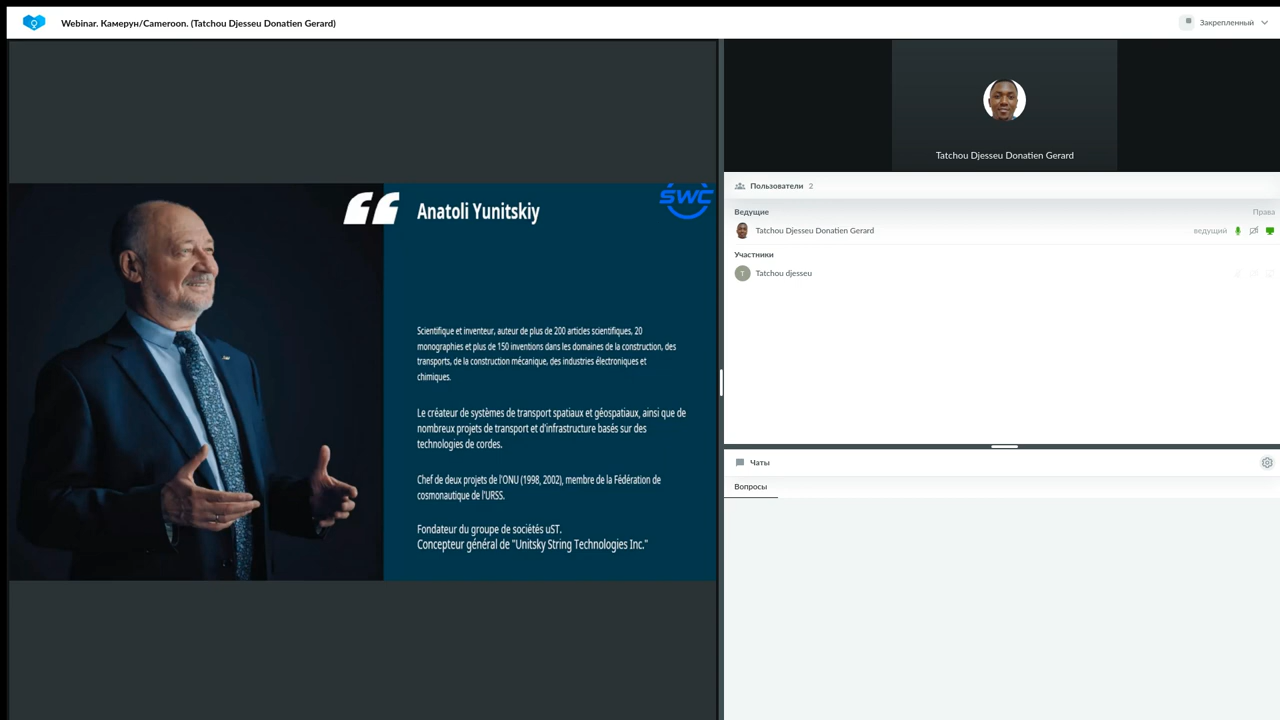 Webinar. Камерун/Cameroon. (Tatchou Djesseu Donatien Gerard)
Закрепленный
SWC
Anatoli Yunitskiy
Scientifique et inventeur, auteur de plus de 200 articles scientifiques, 20
monographies et plus de 150 inventions dans les domaines de la construction, des
transports, de la construction mécanique, des industries électroniques et
chimiques.
Le créateur de systèmes de transport spatiaux et géospatiaux, ainsi que de
nombreux projets de transport et d'infrastructure basés sur des
technologies de cordes.
Chef de deux projets de l'ONU (1998, 2002), membre de la Fédération de
cosmonautique de l'URSS.
Fondateur du groupe de sociétés uST.
Concepteur général de "Unitsky String Technologies Inc."
Tatchou Djesseu Donatien Gerard
Пользователи 2
Ведущие Права
Tatchou Djesseu Donatien Gerard ведущий
Участники
T Tatchou djesseu
Чаты
Вопросы